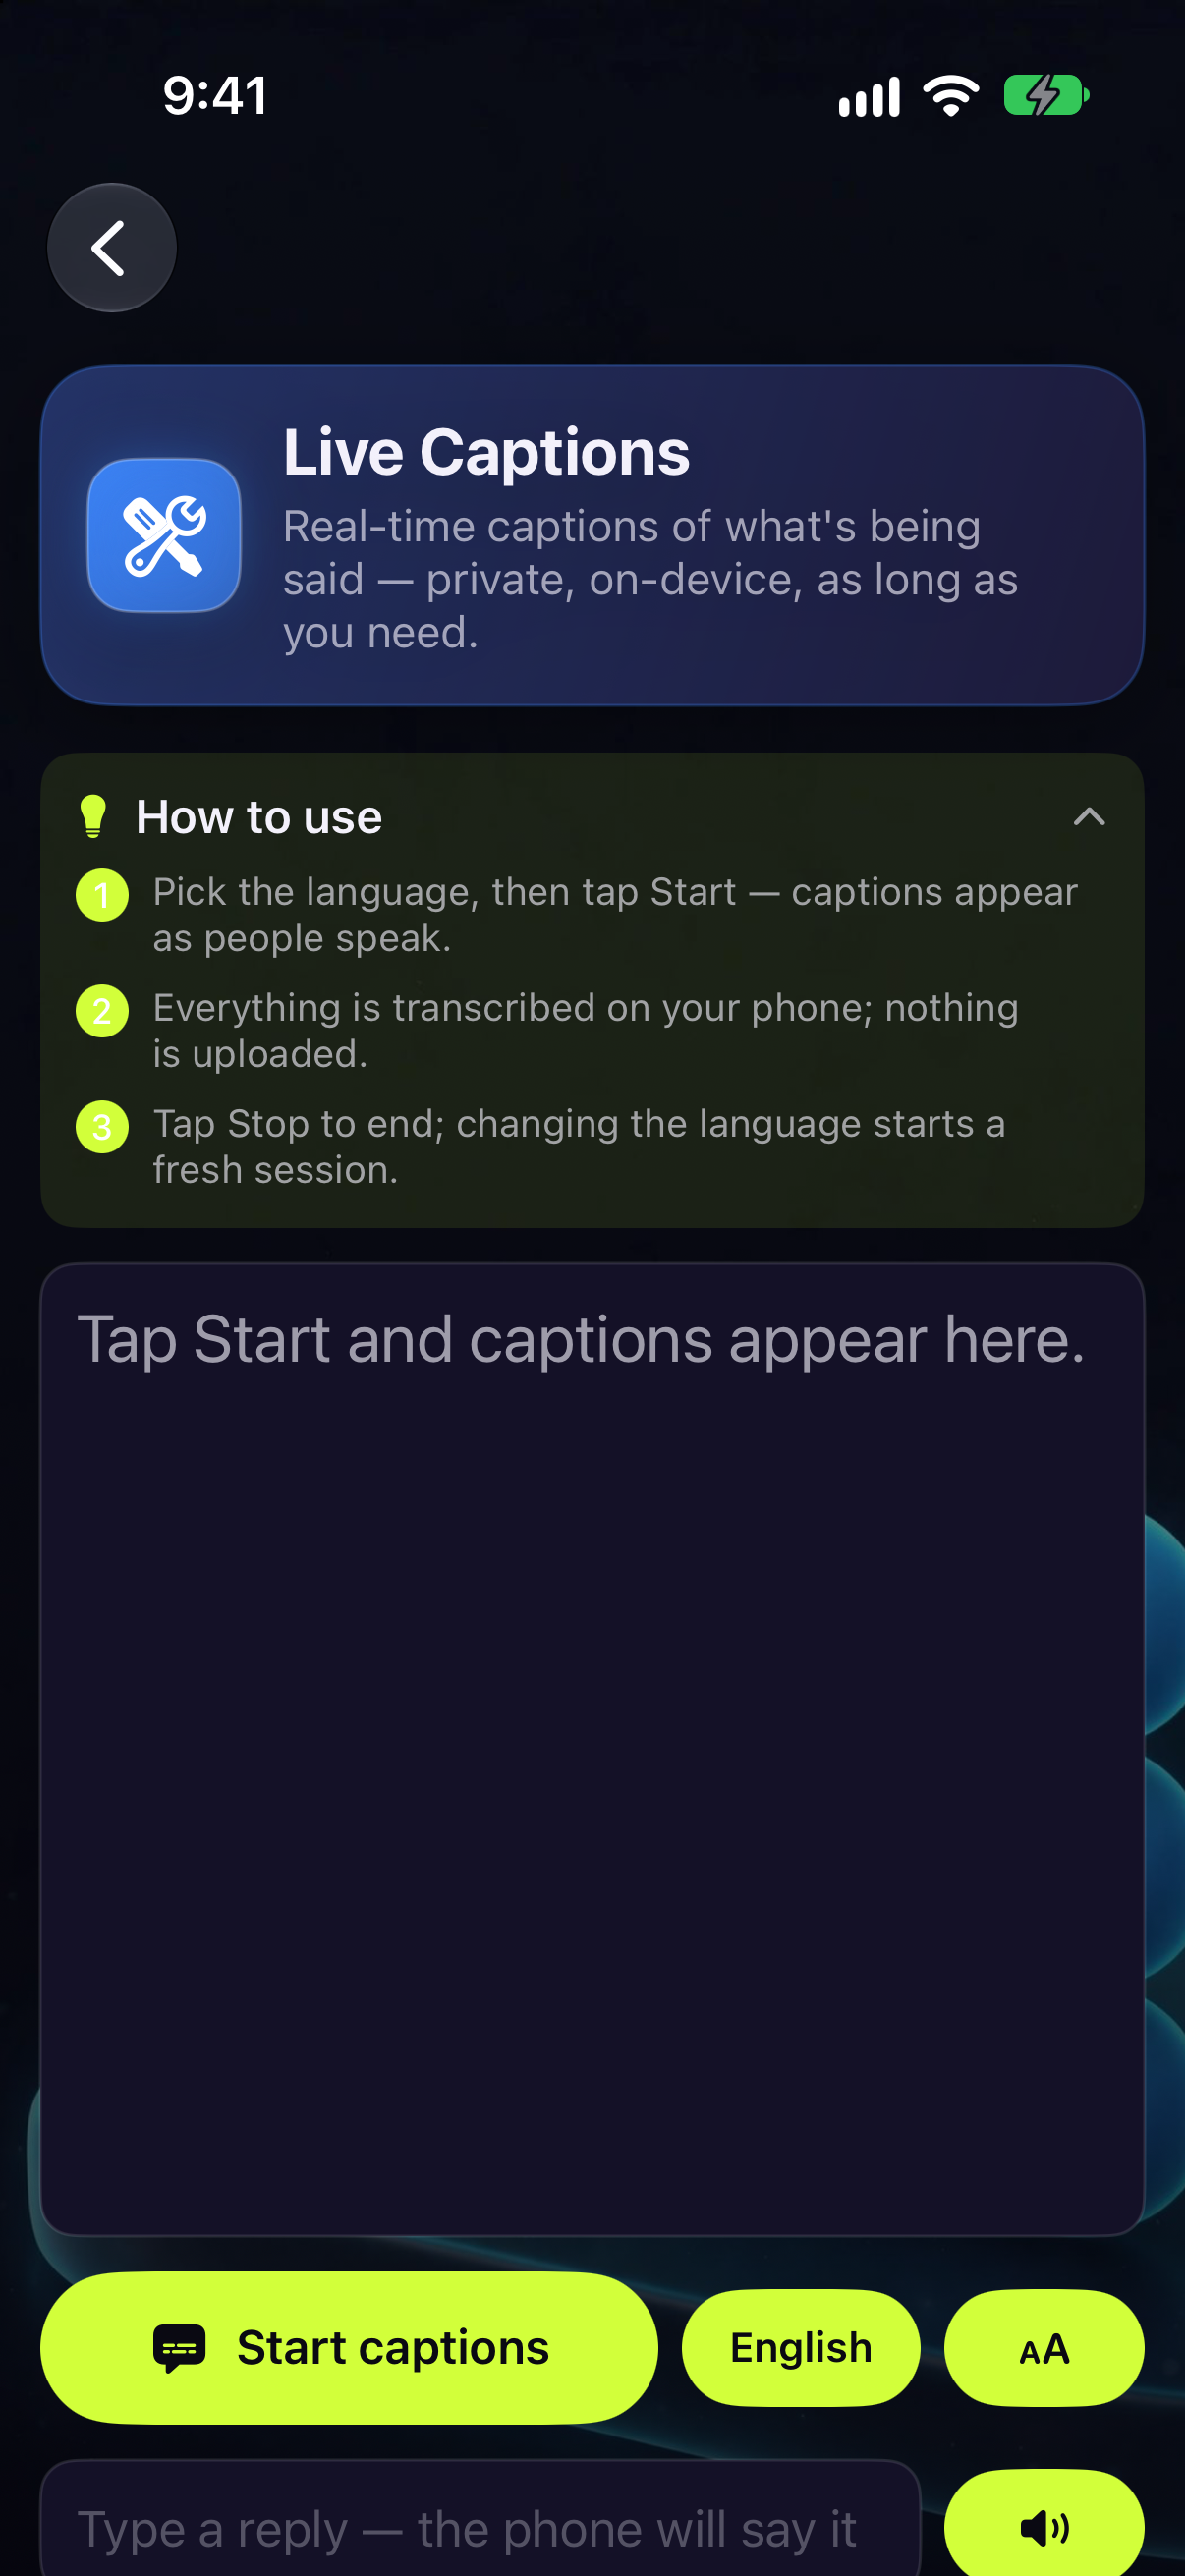 9:41
Live Captions
Real-time captions of what's being
said — private, on-device, as long as
you need.
How to use
1 Pick the language, then tap Start — captions appear
as people speak.
2 Everything is transcribed on your phone; nothing
is uploaded.
3 Tap Stop to end; changing the language starts a
fresh session.
Tap Start and captions appear here.
Start captions
English
AA
Type a reply — the phone will say it